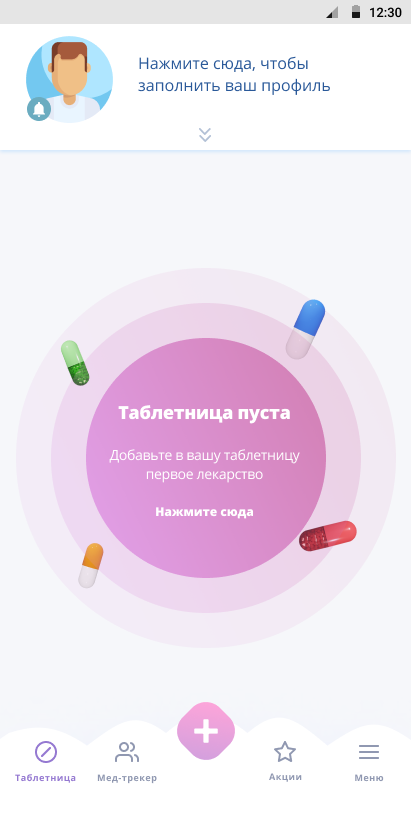 12:30
Нажмите сюда, чтобы
заполнить ваш профиль
Таблетница пуста
Добавьте в вашу таблетницу
первое лекарство
Нажмите сюда
Таблетница
Мед-трекер
Акции
Меню